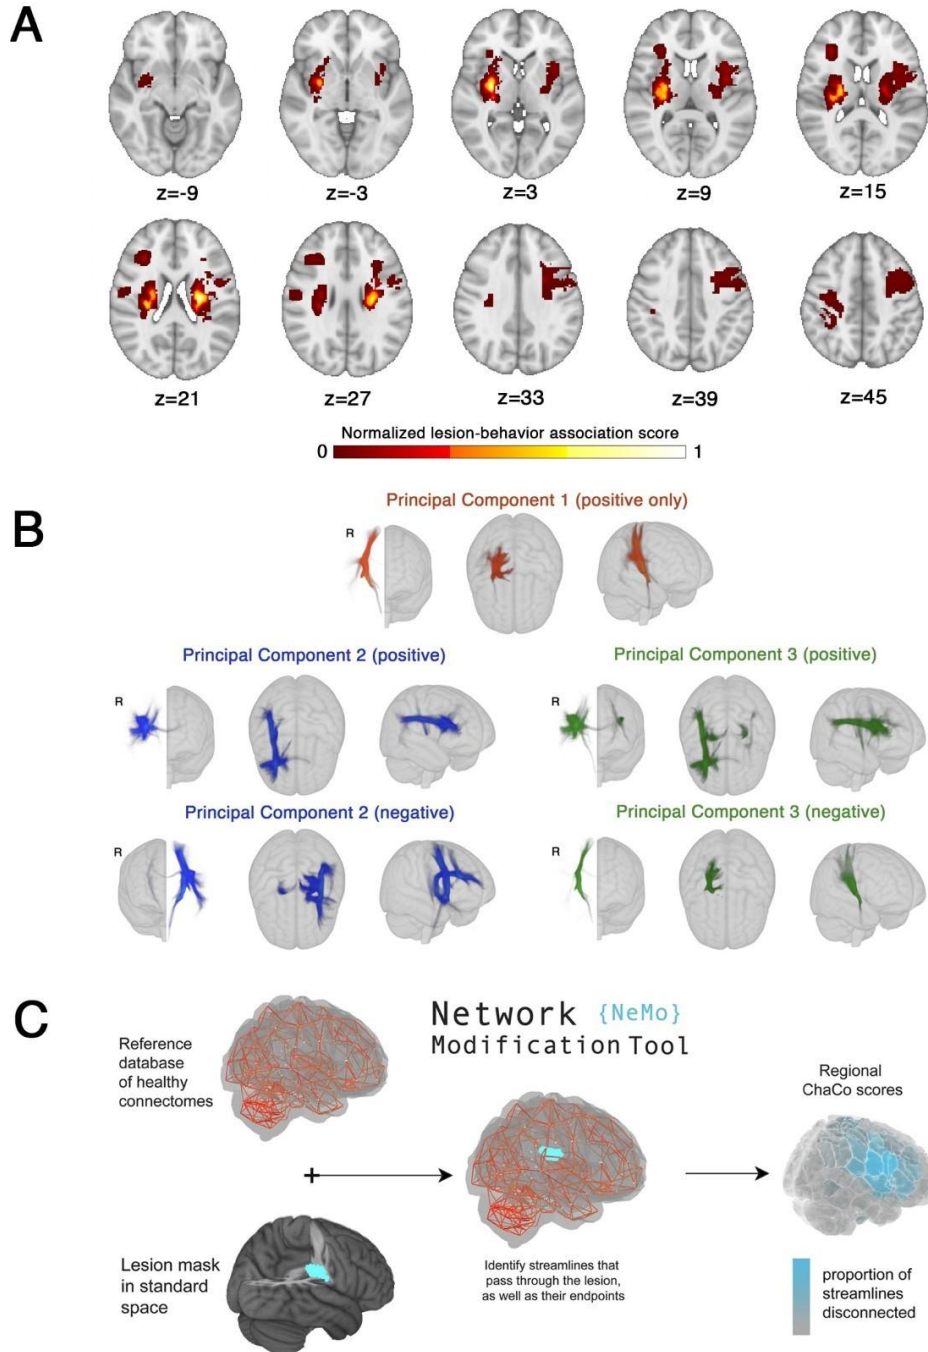 A
z=-9
z=-3
z=3
z=9
z=15
z=21
z=27
z=33
z=39
z=45
Normalized lesion-behavior association score
0
1
B
Principal Component 1 (positive only)
R
Principal Component 2 (positive)
Principal Component 3 (positive)
R
R
Principal Component 2 (negative)
Principal Component 3 (negative)
R
R
C
Network {NeMo}
Modification Tool
Reference
database
of healthy
connectomes
Regional
ChaCo scores
+
Lesion mask
in standard
space
Identify streamlines that
pass through the lesion,
as well as their endpoints
proportion of
streamlines
disconnected